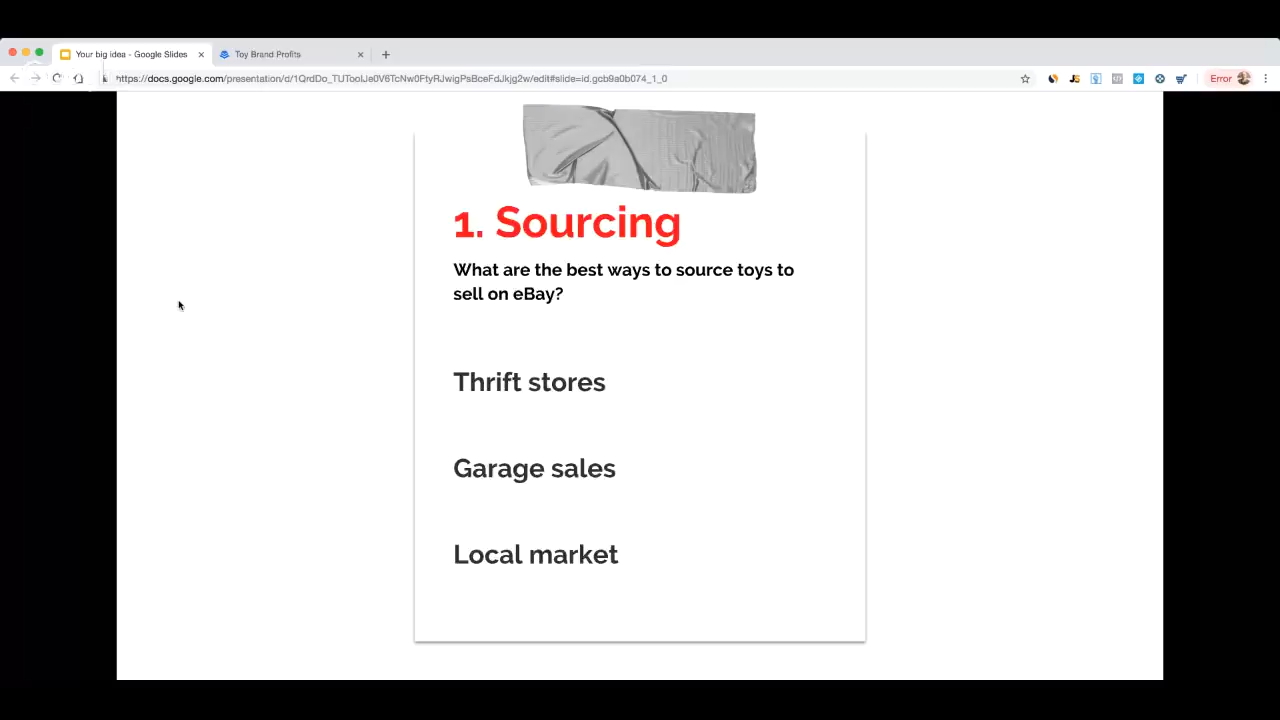 Your big idea - Google Slides
Toy Brand Profits
https://docs.google.com/presentation/d/1QrdDo_TUToolJe0V6TcNw0FtyRJwigPsBceFdJkjg2w/edit#slide=id.gcb9a0b074_1_0
Error
1. Sourcing
What are the best ways to source toys to
sell on eBay?
Thrift stores
Garage sales
Local market